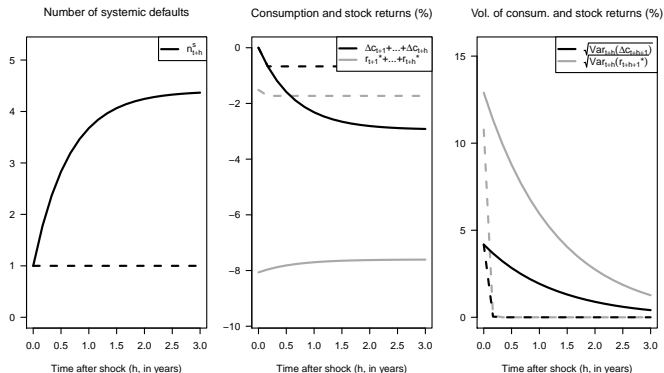 Number of systemic defaults
n^s_{t+h}
5
4
3
2
1
0
0.0 0.5 1.0 1.5 2.0 2.5 3.0
Time after shock (h, in years)
Consumption and stock returns (%)
Δc_{t+1}+...+Δc_{t+h}
r_{t+1}*+...+r_{t+h}*
0
−2
−4
−6
−8
−10
0.0 0.5 1.0 1.5 2.0 2.5 3.0
Time after shock (h, in years)
Vol. of consum. and stock returns (%)
√Var_{t+h}(Δc_{t+h+1})
√Var_{t+h}(r_{t+h+1}*)
15
10
5
0
0.0 0.5 1.0 1.5 2.0 2.5 3.0
Time after shock (h, in years)